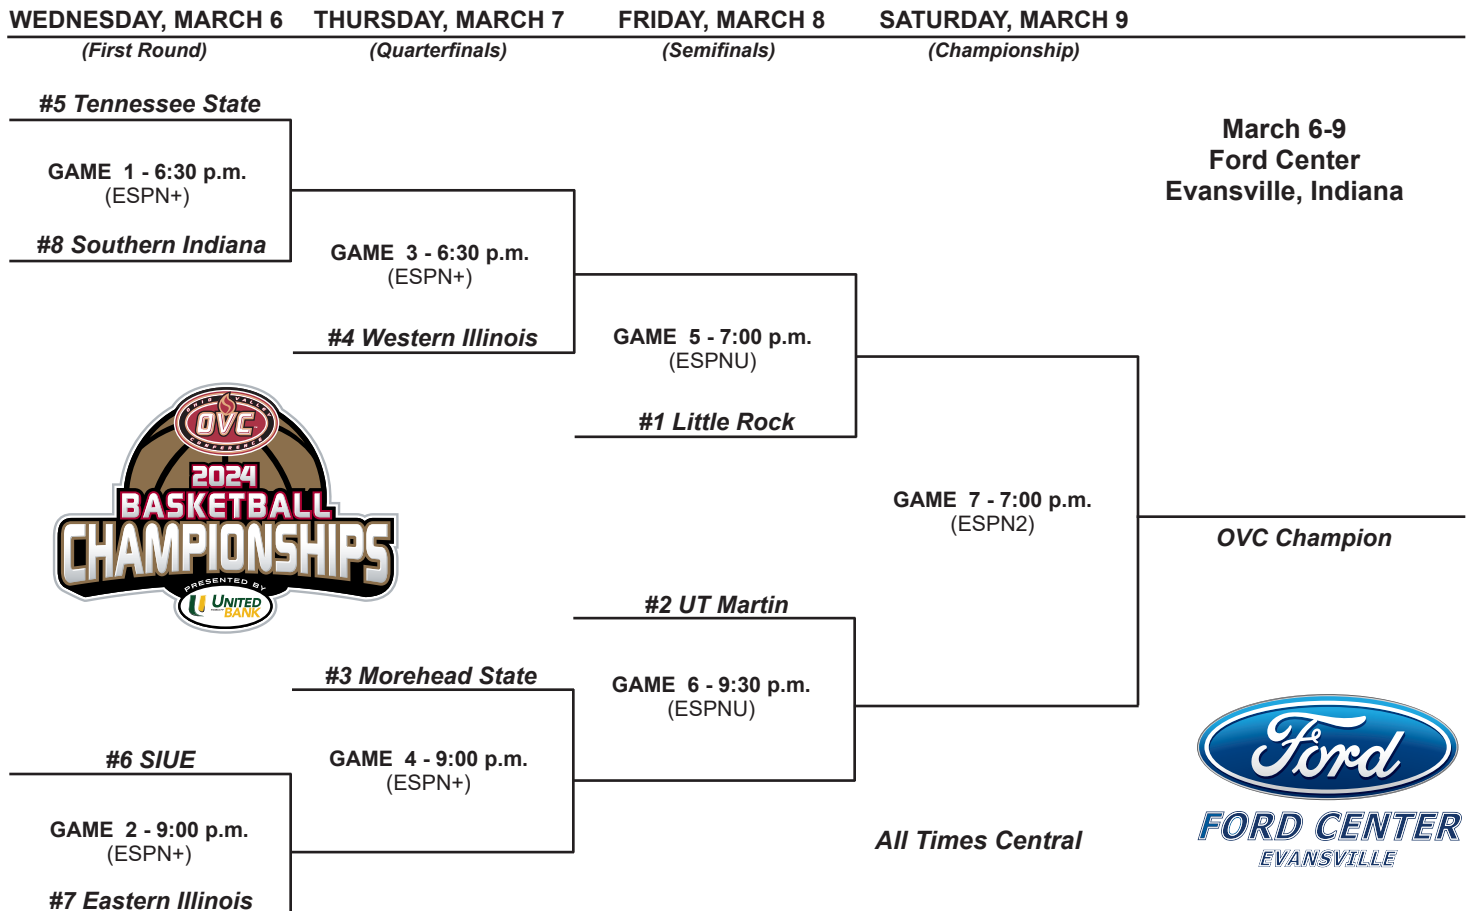 WEDNESDAY, MARCH 6
(First Round)
THURSDAY, MARCH 7
(Quarterfinals)
FRIDAY, MARCH 8
(Semifinals)
SATURDAY, MARCH 9
(Championship)
March 6-9
Ford Center
Evansville, Indiana
#5 Tennessee State
GAME 1 - 6:30 p.m.
(ESPN+)
#8 Southern Indiana
GAME 3 - 6:30 p.m.
(ESPN+)
#4 Western Illinois
GAME 5 - 7:00 p.m.
(ESPNU)
#1 Little Rock
GAME 7 - 7:00 p.m.
(ESPN2)
OVC Champion
OHIO VALLEY
OVC
CONFERENCE
2024
BASKETBALL
CHAMPIONSHIPS
PRESENTED BY
UNITED
BANK
#2 UT Martin
#3 Morehead State
GAME 6 - 9:30 p.m.
(ESPNU)
#6 SIUE
GAME 4 - 9:00 p.m.
(ESPN+)
GAME 2 - 9:00 p.m.
(ESPN+)
#7 Eastern Illinois
All Times Central
Ford
FORD CENTER
EVANSVILLE